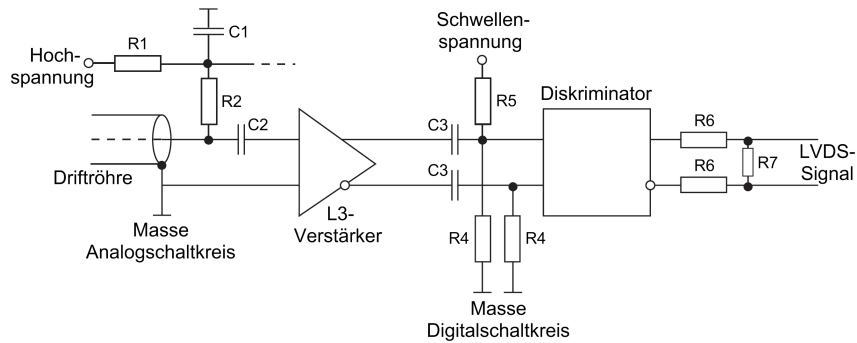 C1
R1
Hoch-
spannung
R2
C2
Driftröhre
Masse
Analogschaltkreis
L3-
Verstärker
Schwellen-
spannung
R5
C3
C3
R4
R4
Masse
Digitalschaltkreis
Diskriminator
R6
R6
R7
LVDS-
Signal